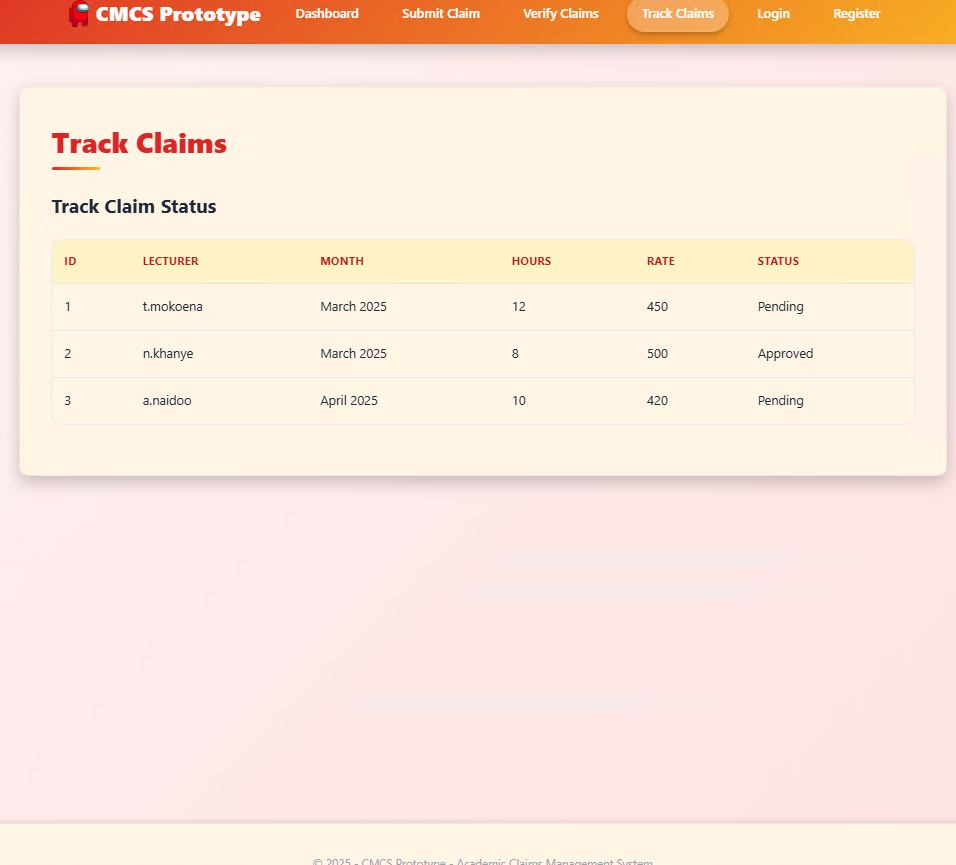 CMCS Prototype Dashboard Submit Claim Verify Claims Track Claims Login Register
Track Claims
Track Claim Status
ID LECTURER MONTH HOURS RATE STATUS
1 t.mokoena March 2025 12 450 Pending
2 n.khanye March 2025 8 500 Approved
3 a.naidoo April 2025 10 420 Pending
© 2025 - CMCS Prototype - Academic Claims Management System